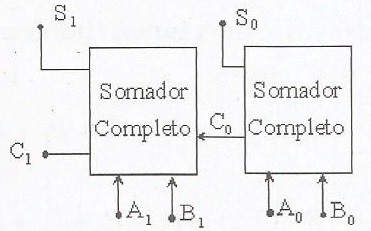 S1 S0
Somador Somador
Completo Completo
C0
C1
A1 B1 A0 B0